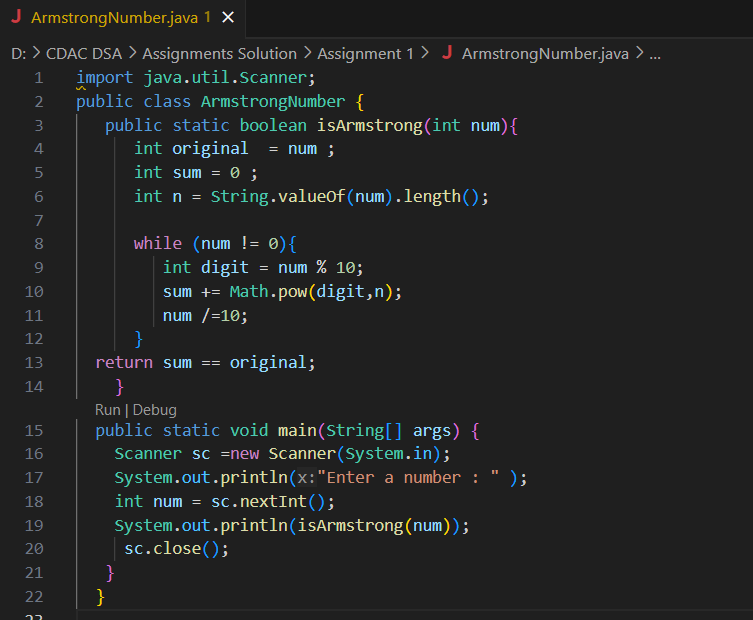 J ArmstrongNumber.java 1 ×
D: > CDAC DSA > Assignments Solution > Assignment 1 > J ArmstrongNumber.java > ...
1 import java.util.Scanner;
2 public class ArmstrongNumber {
3 public static boolean isArmstrong(int num){
4 int original  = num ;
5 int sum = 0 ;
6 int n = String.valueOf(num).length();
7
8 while (num != 0){
9 int digit = num % 10;
10 sum += Math.pow(digit,n);
11 num /=10;
12 }
13 return sum == original;
14 }
Run | Debug
15 public static void main(String[] args) {
16 Scanner sc =new Scanner(System.in);
17 System.out.println(x:"Enter a number : " );
18 int num = sc.nextInt();
19 System.out.println(isArmstrong(num));
20 sc.close();
21 }
22 }
23